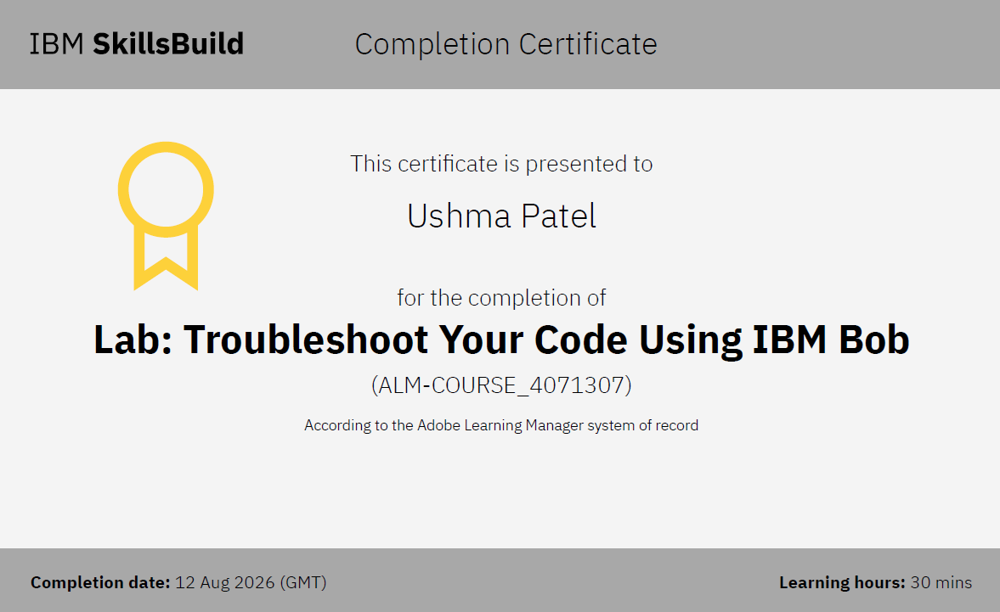 IBM SkillsBuild
Completion Certificate
This certificate is presented to
Ushma Patel
for the completion of
Lab: Troubleshoot Your Code Using IBM Bob
(ALM-COURSE_4071307)
According to the Adobe Learning Manager system of record
Completion date: 12 Aug 2026 (GMT)
Learning hours: 30 mins